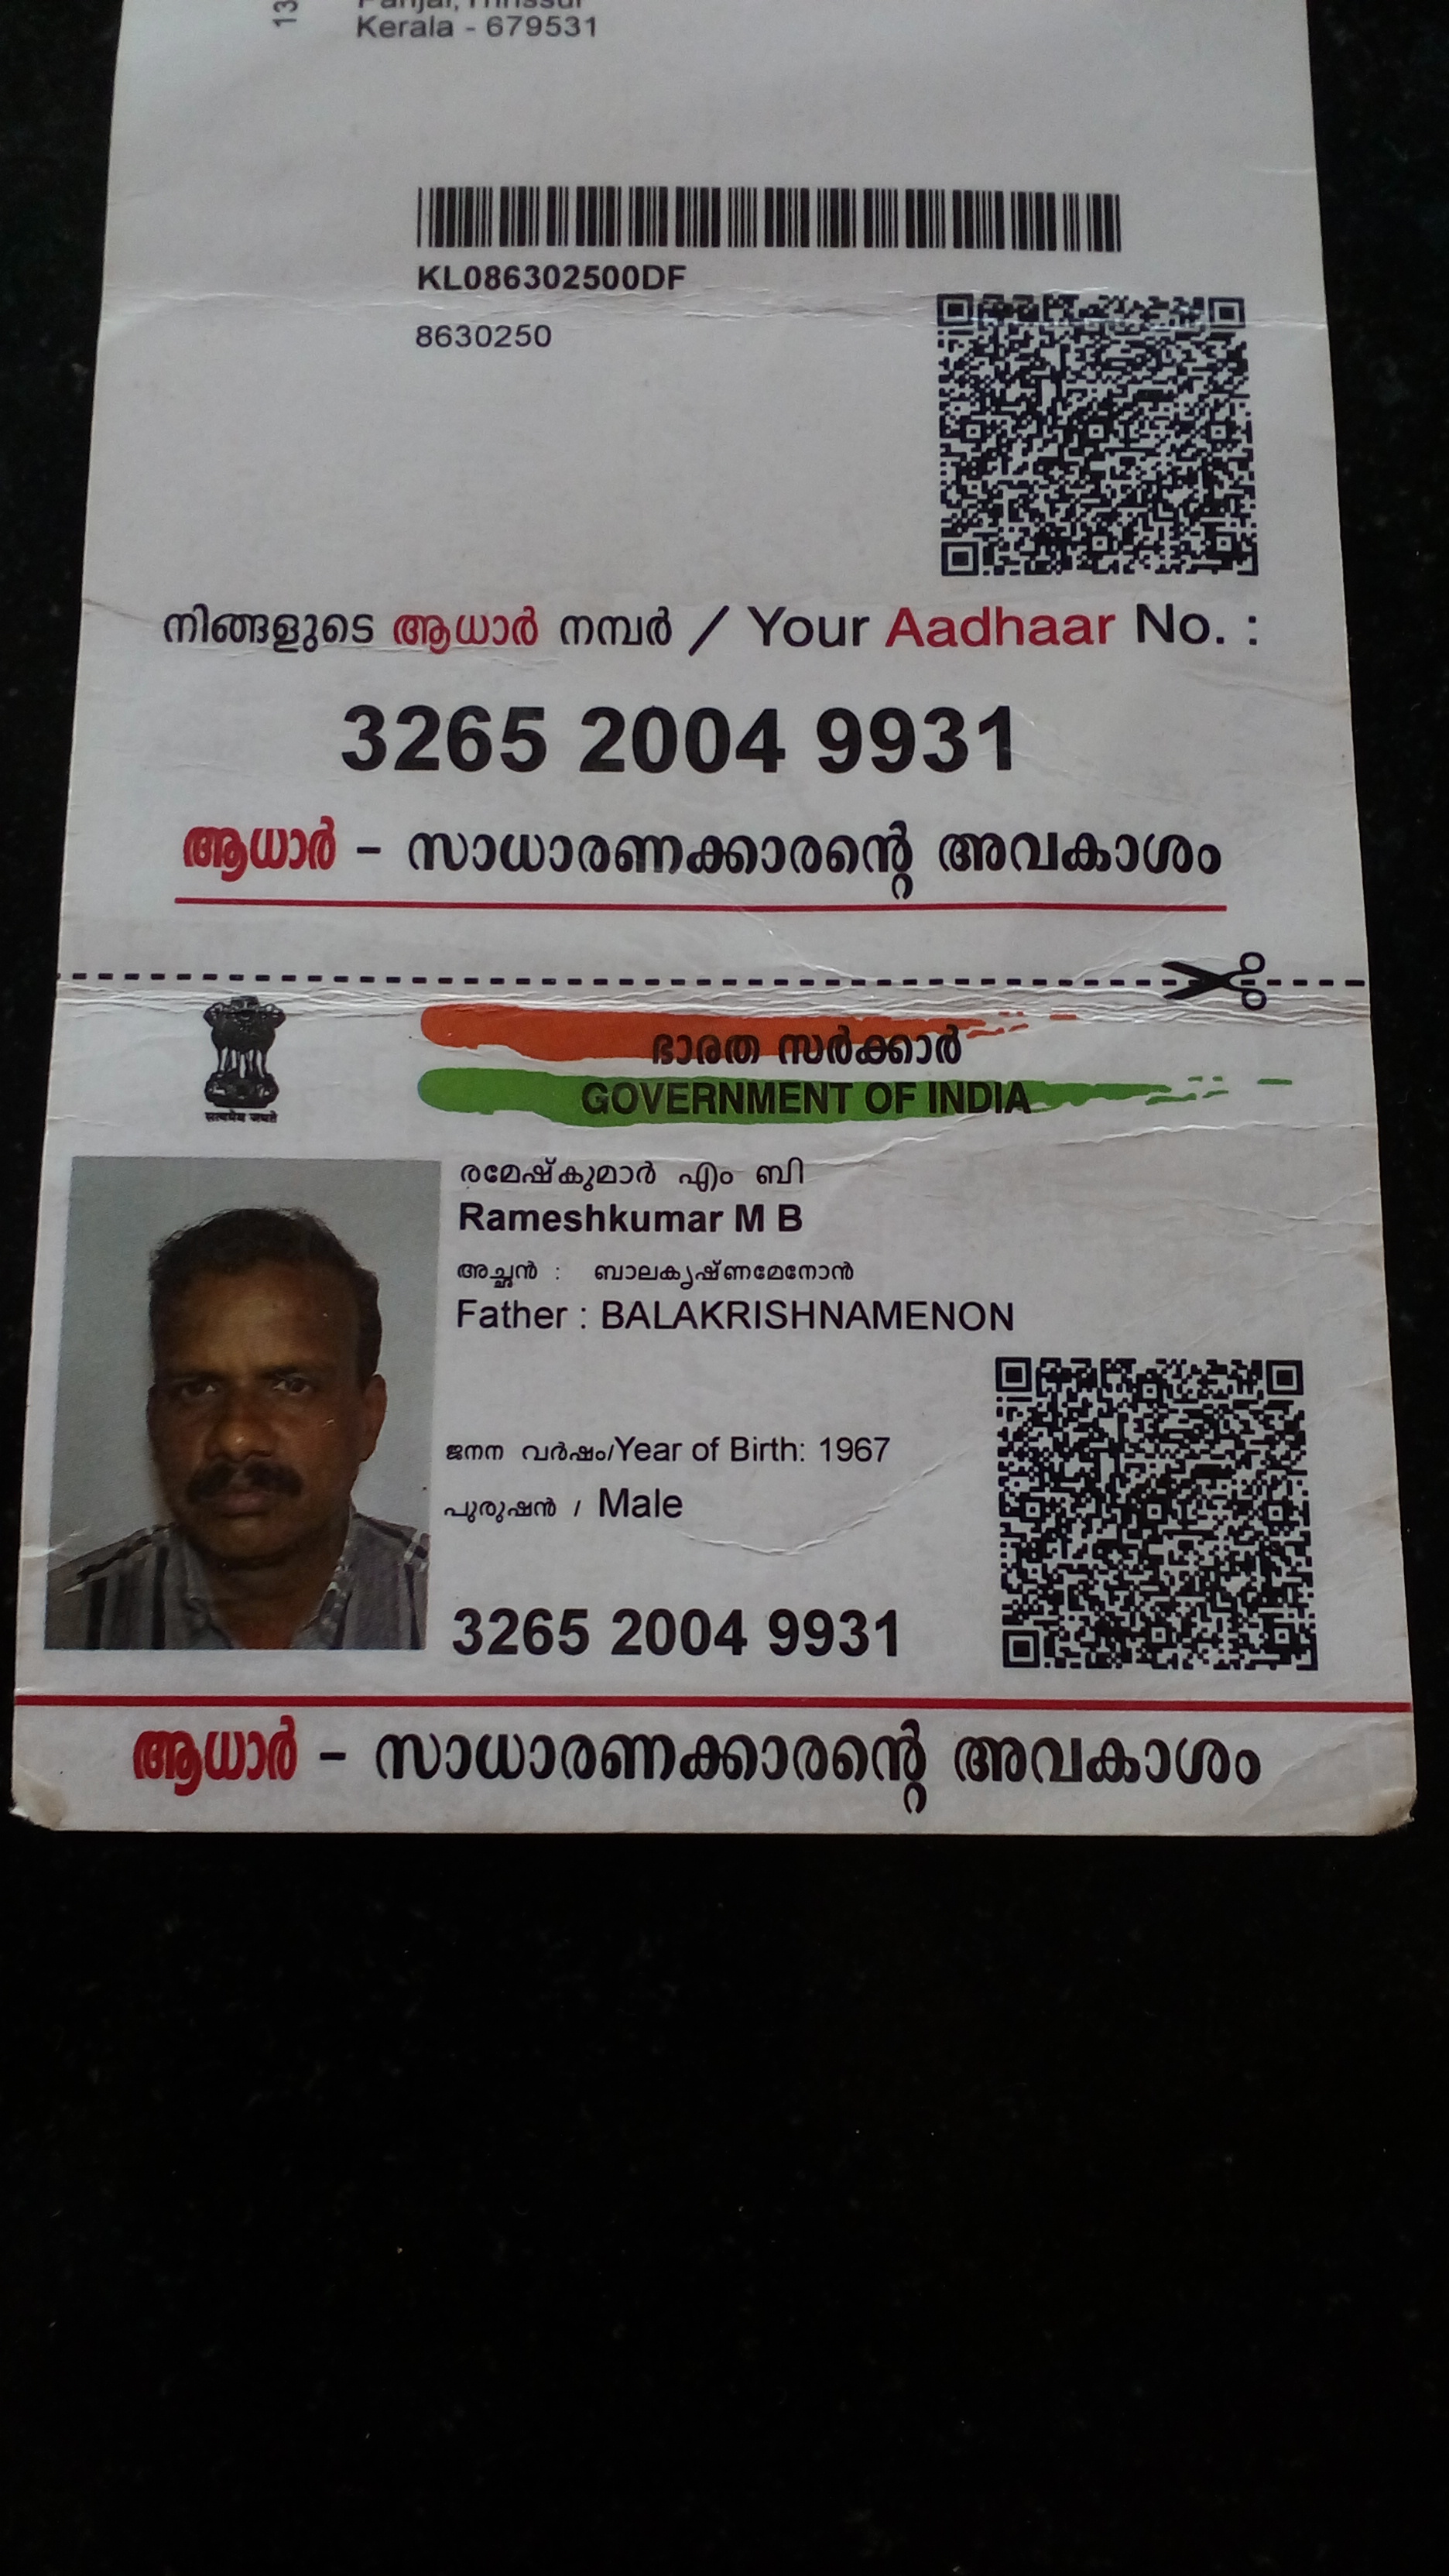 13
Panjal, Thrissur
Kerala - 679531
KL086302500DF
8630250
നിങ്ങളുടെ ആധാർ നമ്പർ / Your Aadhaar No. :
3265 2004 9931
ആധാർ - സാധാരണക്കാരന്റെ അവകാശം
ഭാരത സർക്കാർ
GOVERNMENT OF INDIA
सत्यमेव जयते
രമേഷ്കുമാർ എം ബി
Rameshkumar M B
അച്ഛൻ : ബാലകൃഷ്ണമേനോൻ
Father : BALAKRISHNAMENON
ജനന വർഷം/Year of Birth: 1967
പുരുഷൻ / Male
3265 2004 9931
ആധാർ - സാധാരണക്കാരന്റെ അവകാശം